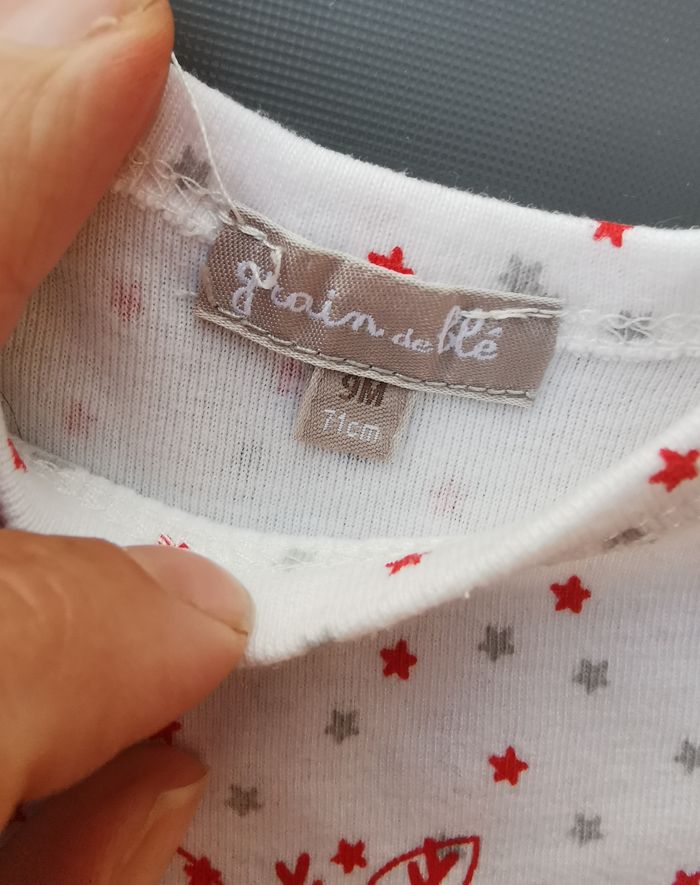 grain de blé
9M
71cm